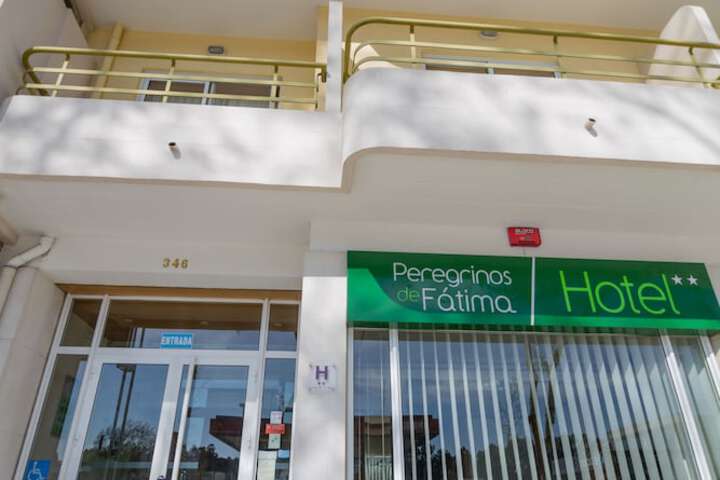 346
Peregrinos
de Fátima
Hotel**
ENTRADA
H
**